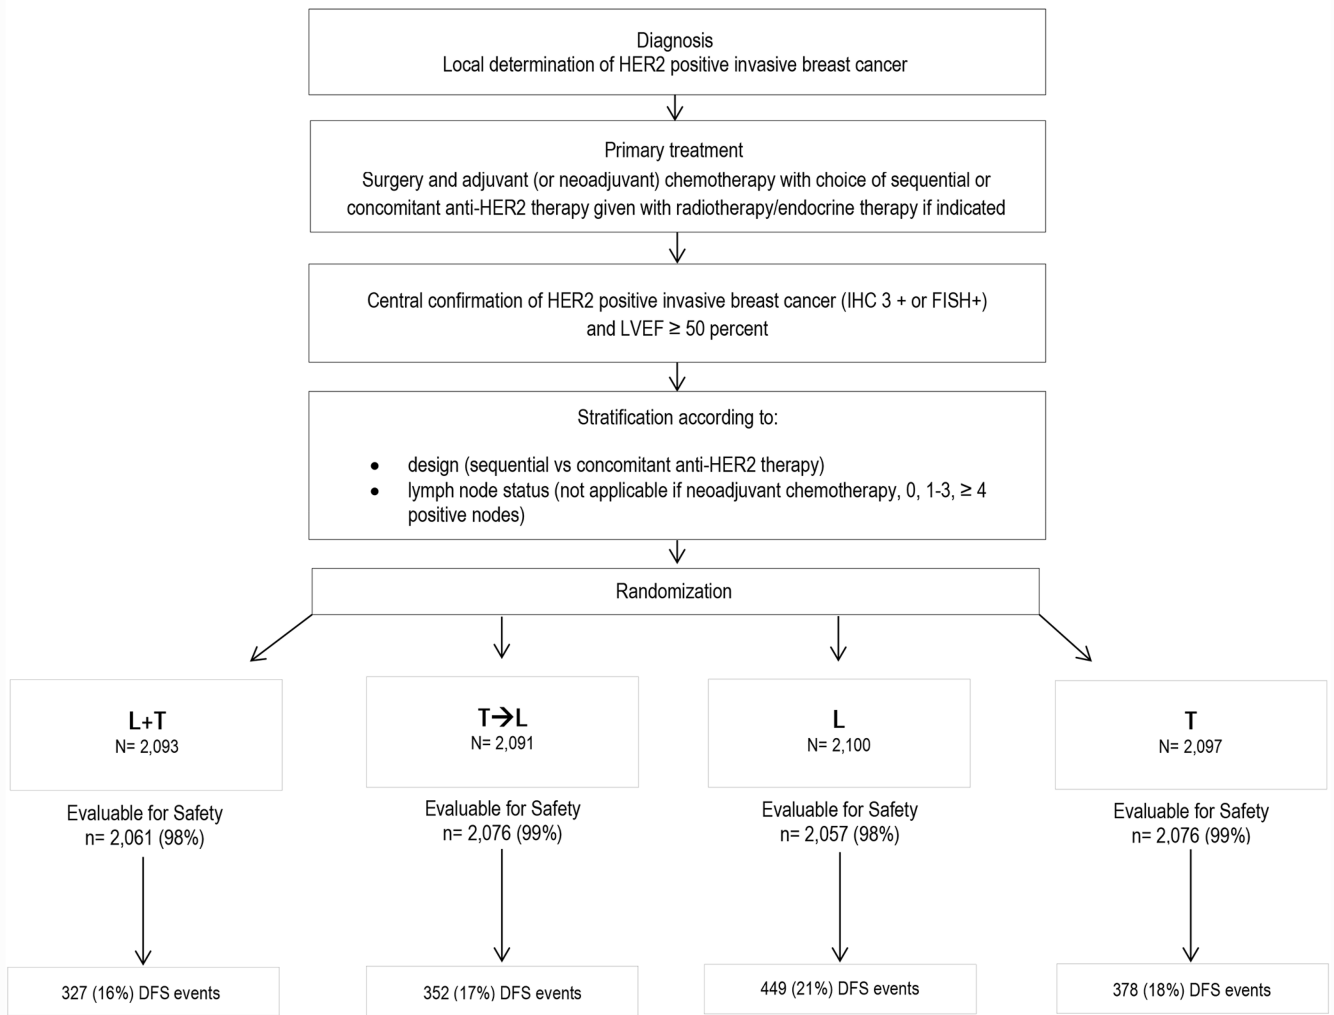 Diagnosis
Local determination of HER2 positive invasive breast cancer
Primary treatment
Surgery and adjuvant (or neoadjuvant) chemotherapy with choice of sequential or
concomitant anti-HER2 therapy given with radiotherapy/endocrine therapy if indicated
Central confirmation of HER2 positive invasive breast cancer (IHC 3 + or FISH+)
and LVEF ≥ 50 percent
Stratification according to:
• design (sequential vs concomitant anti-HER2 therapy)
• lymph node status (not applicable if neoadjuvant chemotherapy, 0, 1-3, ≥ 4
positive nodes)
Randomization
L+T
N= 2,093
Evaluable for Safety
n= 2,061 (98%)
327 (16%) DFS events
T→L
N= 2,091
Evaluable for Safety
n= 2,076 (99%)
352 (17%) DFS events
L
N= 2,100
Evaluable for Safety
n= 2,057 (98%)
449 (21%) DFS events
T
N= 2,097
Evaluable for Safety
n= 2,076 (99%)
378 (18%) DFS events